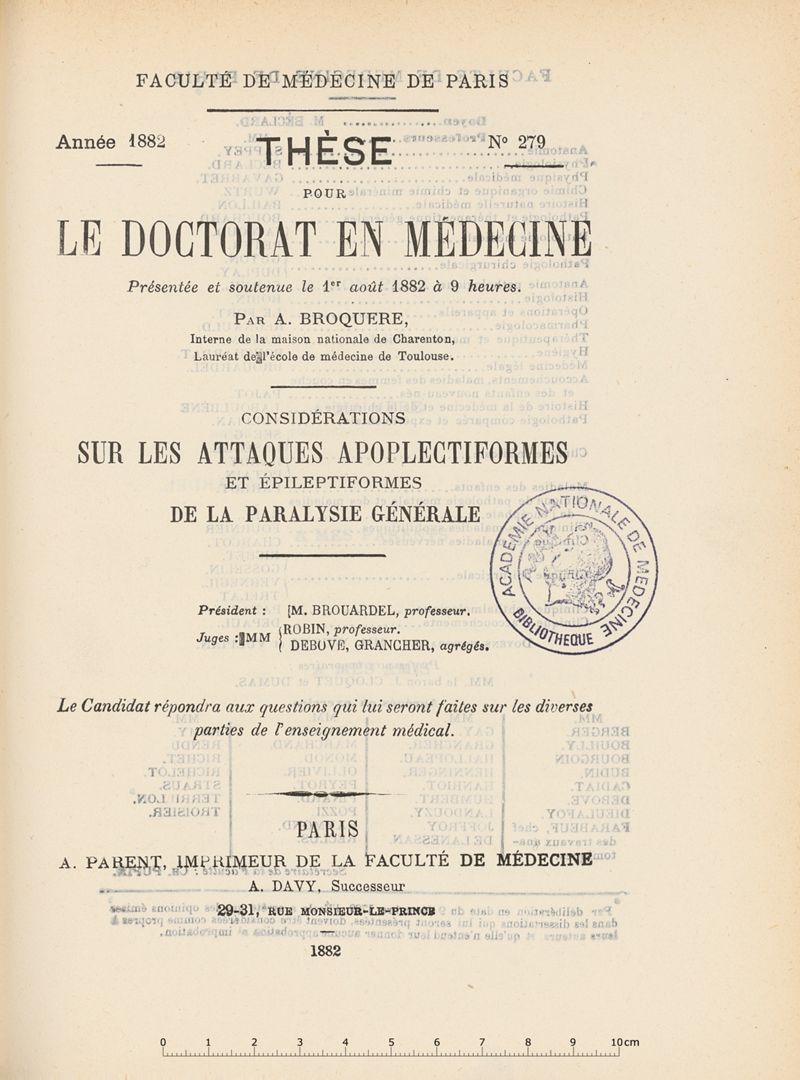 FACULTÉ DE MÉDECINE DE PARIS
Année 1882
THÈSE
N° 279
POUR
LE DOCTORAT EN MÉDECINE
Présentée et soutenue le 1er août 1882 à 9 heures.
PAR A. BROQUERE,
Interne de la maison nationale de Charenton,
Lauréat de l'école de médecine de Toulouse.
CONSIDÉRATIONS
SUR LES ATTAQUES APOPLECTIFORMES
ET ÉPILEPTIFORMES
DE LA PARALYSIE GÉNÉRALE
ACADÉMIE NATIONALE DE MEDECINE
BIBLIOTHEQUE
Président : [M. BROUARDEL, professeur.
Juges : MM { ROBIN, professeur.
DEBOVE, GRANCHER, agrégés.
Le Candidat répondra aux questions qui lui seront faites sur les diverses
parties de l'enseignement médical.
PARIS
A. PARENT, IMPRIMEUR DE LA FACULTÉ DE MÉDECINE
A. DAVY, Successeur
29-31, RUE MONSIEUR-LE-PRINCE
1882
0 1 2 3 4 5 6 7 8 9 10 cm